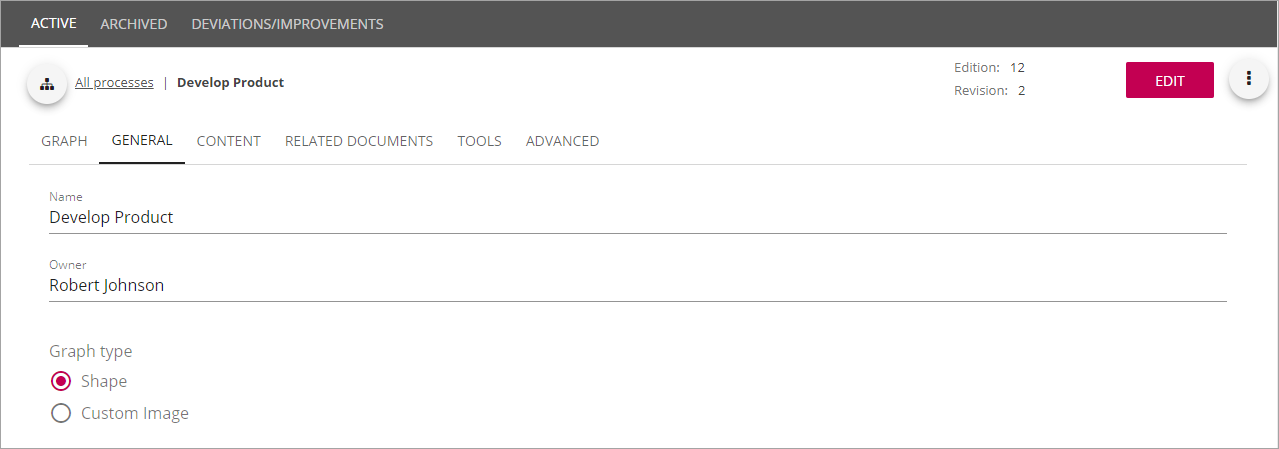 ACTIVE ARCHIVED DEVIATIONS/IMPROVEMENTS
All processes | Develop Product
Edition: 12
Revision: 2
EDIT
GRAPH GENERAL CONTENT RELATED DOCUMENTS TOOLS ADVANCED
Name
Develop Product
Owner
Robert Johnson
Graph type
Shape
Custom Image